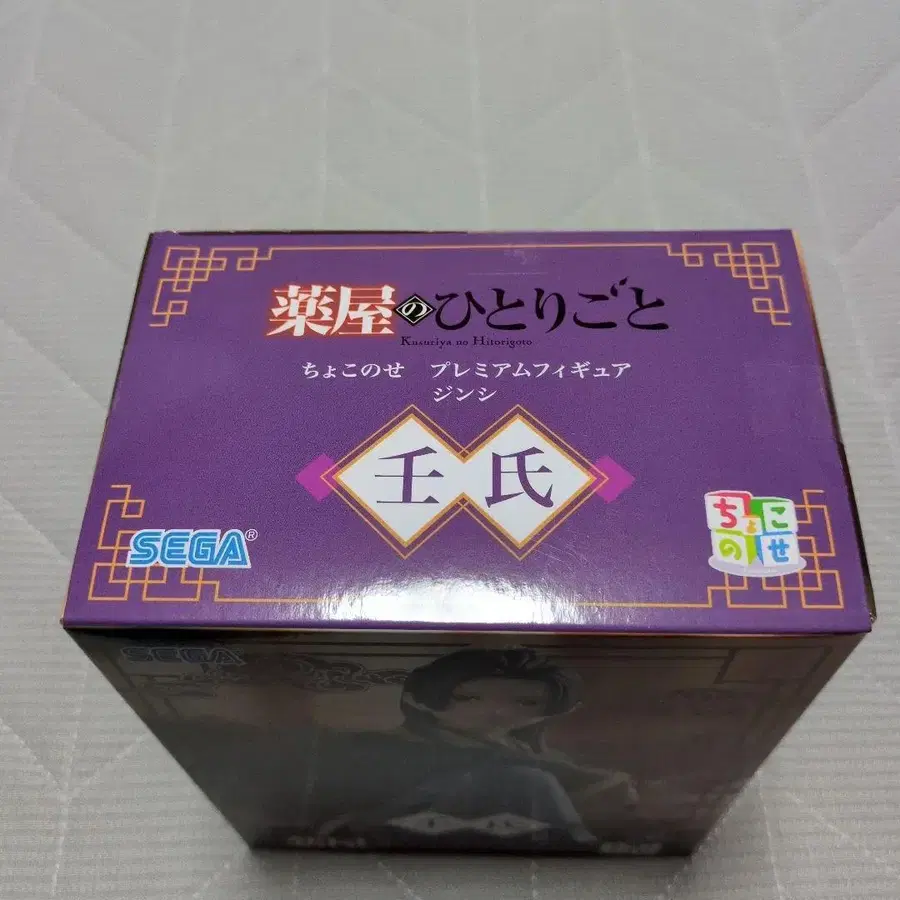 薬屋のひとりごと
Kusuriya no Hitorigoto
ちょこのせ プレミアムフィギュア
ジンシ
壬氏
SEGA®
ちょこのせ
SEGA